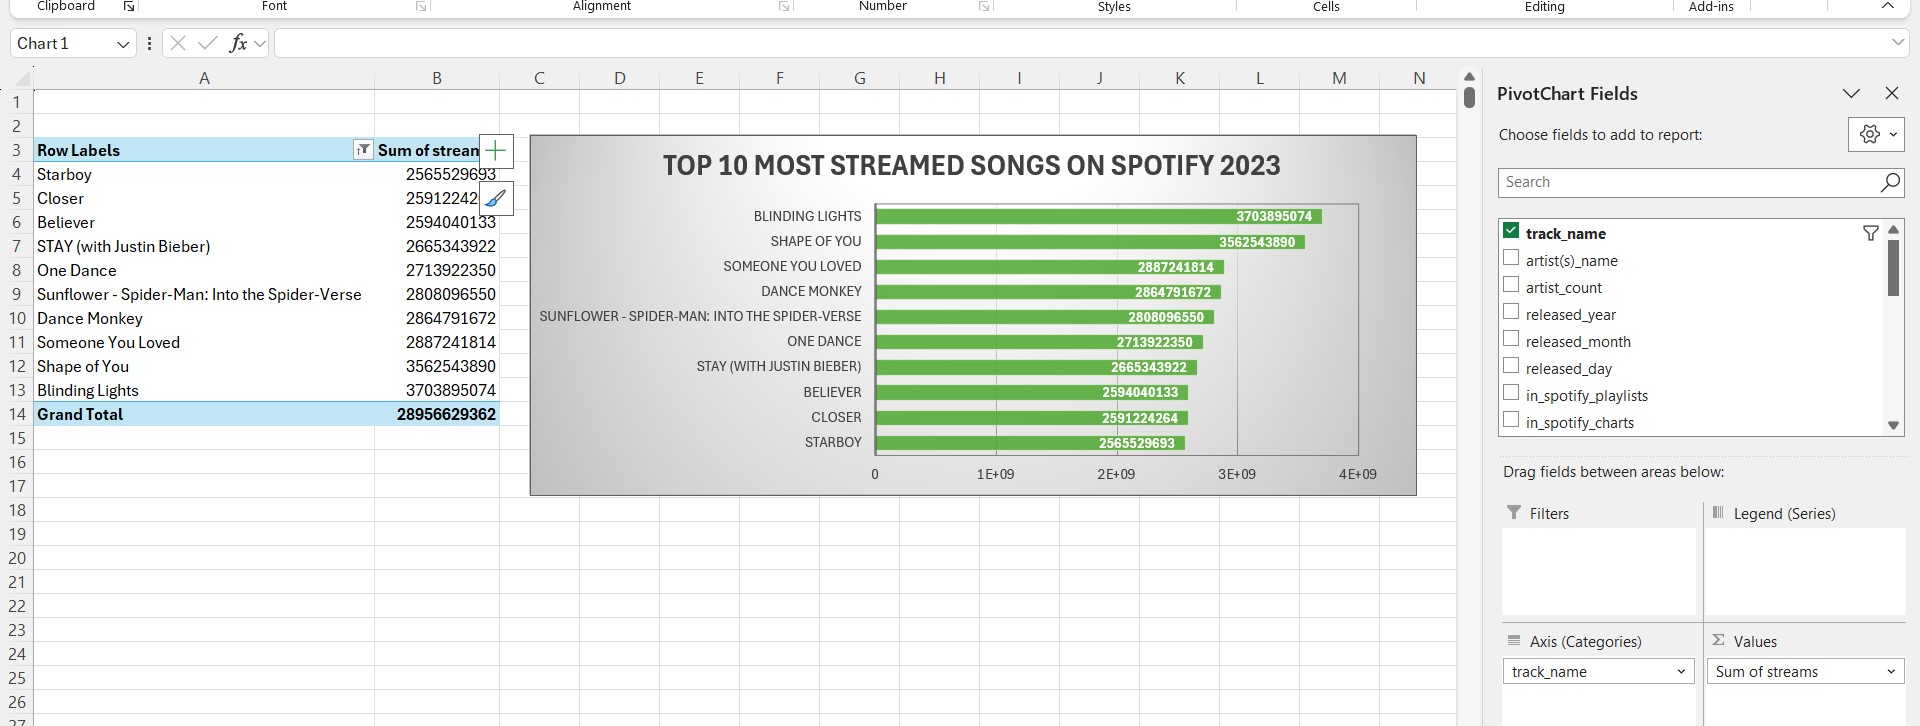 Clipboard Font Alignment Number Styles Cells Editing Add-ins
Chart 1 fx
A B C D E F G H I J K L M N
1
2
3 Row Labels Sum of stream
4 Starboy 2565529693
5 Closer 25912242
6 Believer 2594040133
7 STAY (with Justin Bieber) 2665343922
8 One Dance 2713922350
9 Sunflower - Spider-Man: Into the Spider-Verse 2808096550
10 Dance Monkey 2864791672
11 Someone You Loved 2887241814
12 Shape of You 3562543890
13 Blinding Lights 3703895074
14 Grand Total 28956629362
15
16
17
18
19
20
21
22
23
24
25
26
27
TOP 10 MOST STREAMED SONGS ON SPOTIFY 2023
BLINDING LIGHTS 3703895074
SHAPE OF YOU 3562543890
SOMEONE YOU LOVED 2887241814
DANCE MONKEY 2864791672
SUNFLOWER - SPIDER-MAN: INTO THE SPIDER-VERSE 2808096550
ONE DANCE 2713922350
STAY (WITH JUSTIN BIEBER) 2665343922
BELIEVER 2594040133
CLOSER 2591224264
STARBOY 2565529693
0 1E+09 2E+09 3E+09 4E+09
PivotChart Fields
Choose fields to add to report:
Search
track_name
artist(s)_name
artist_count
released_year
released_month
released_day
in_spotify_playlists
in_spotify_charts
Drag fields between areas below:
Filters Legend (Series)
Axis (Categories) Σ Values
track_name Sum of streams